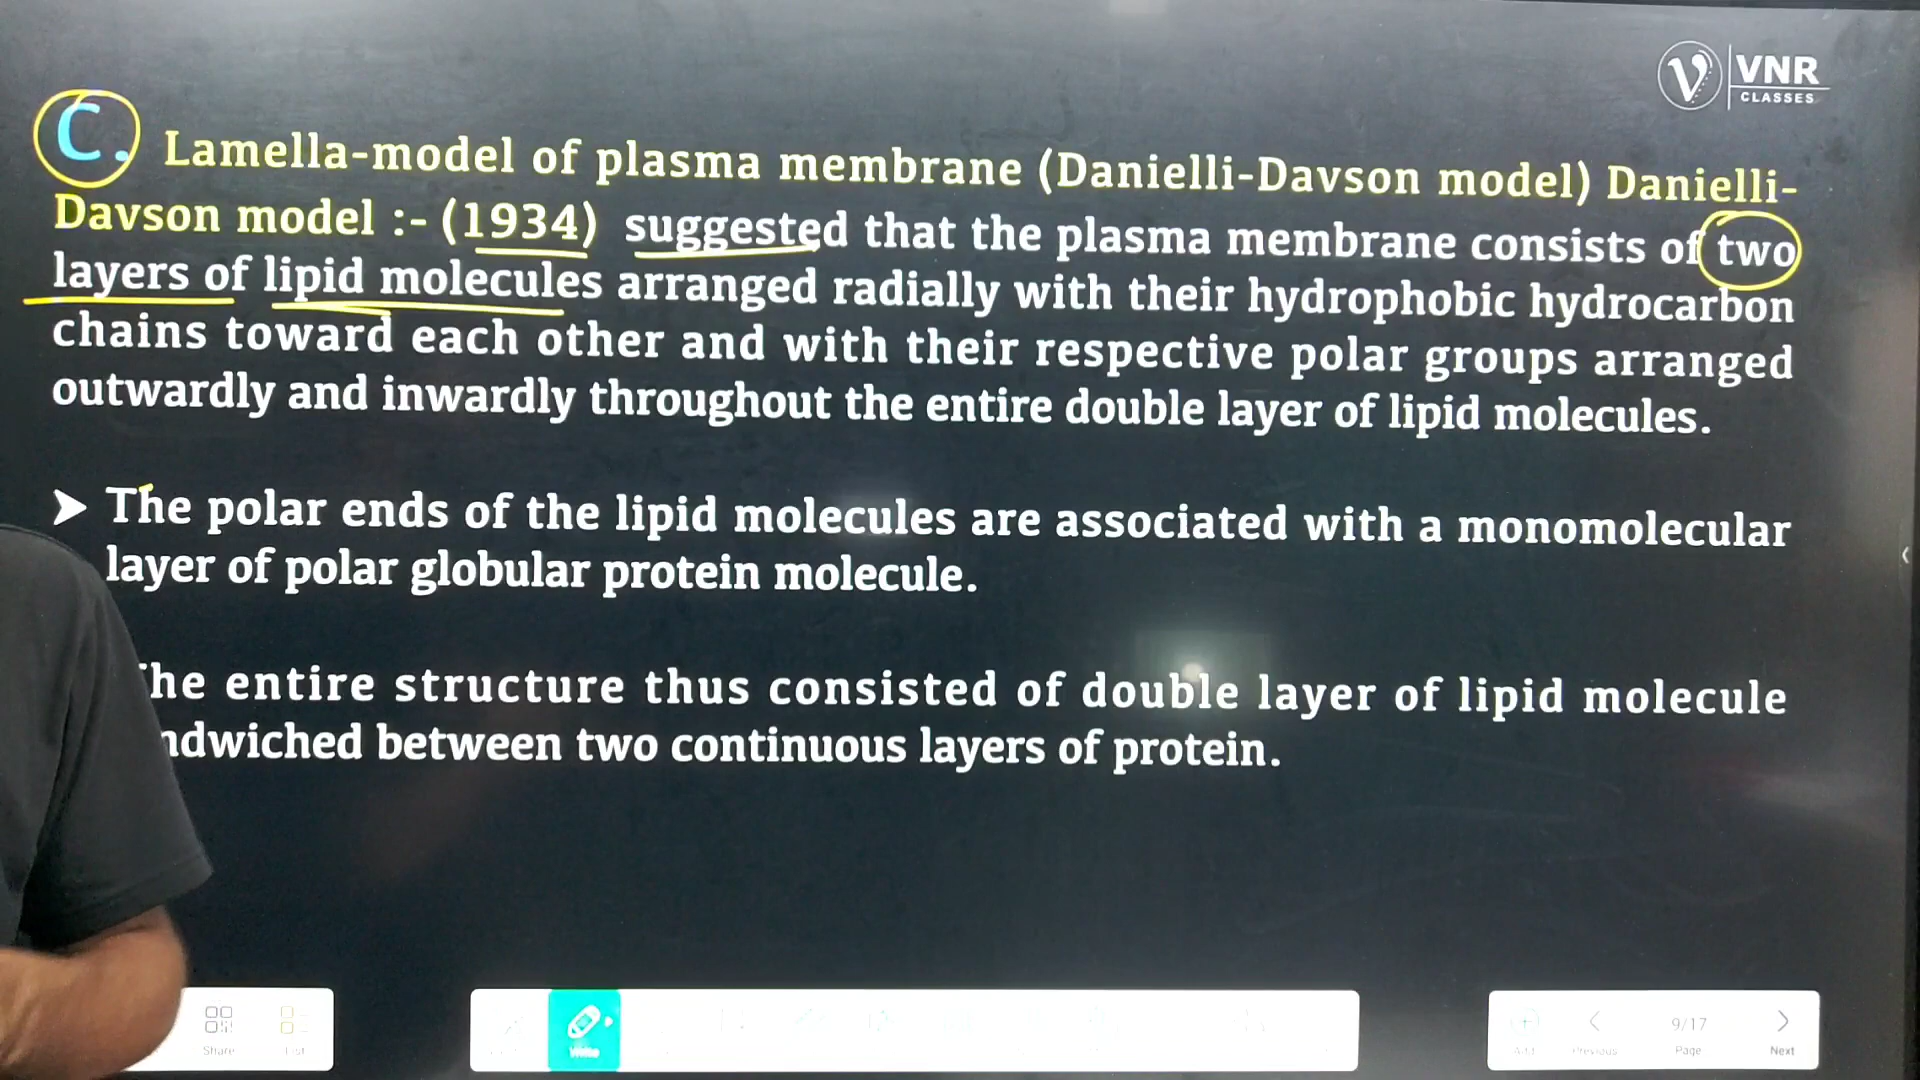 VNR
CLASSES
C. Lamella-model of plasma membrane (Danielli-Davson model) Danielli-
Davson model :- (1934) suggested that the plasma membrane consists of two
layers of lipid molecules arranged radially with their hydrophobic hydrocarbon
chains toward each other and with their respective polar groups arranged
outwardly and inwardly throughout the entire double layer of lipid molecules.
➤ The polar ends of the lipid molecules are associated with a monomolecular
layer of polar globular protein molecule.
he entire structure thus consisted of double layer of lipid molecule
ndwiched between two continuous layers of protein.
Share List Write Add Previous 9/17 Page Next